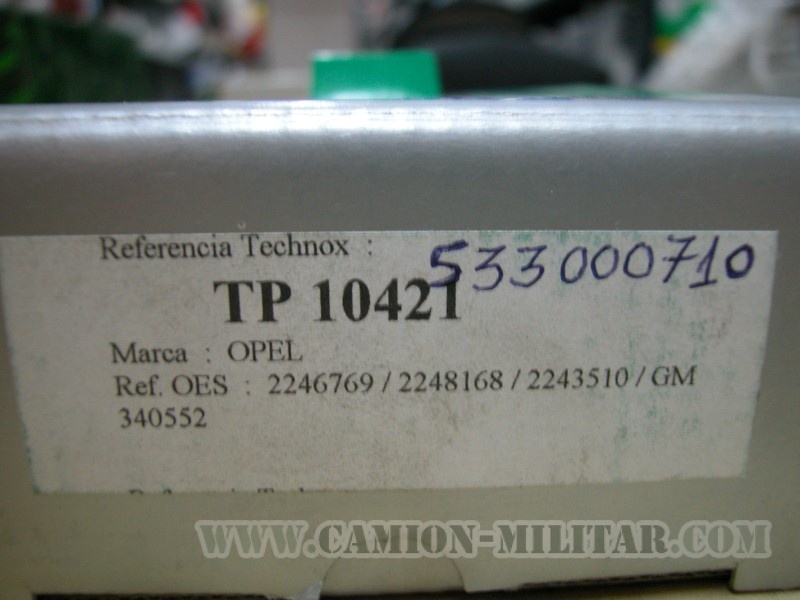 Referencia Technox :
533000710
TP 10421
Marca : OPEL
Ref. OES : 2246769 / 2248168 / 2243510 / GM
340552
WWW.CAMION-MILITAR.COM